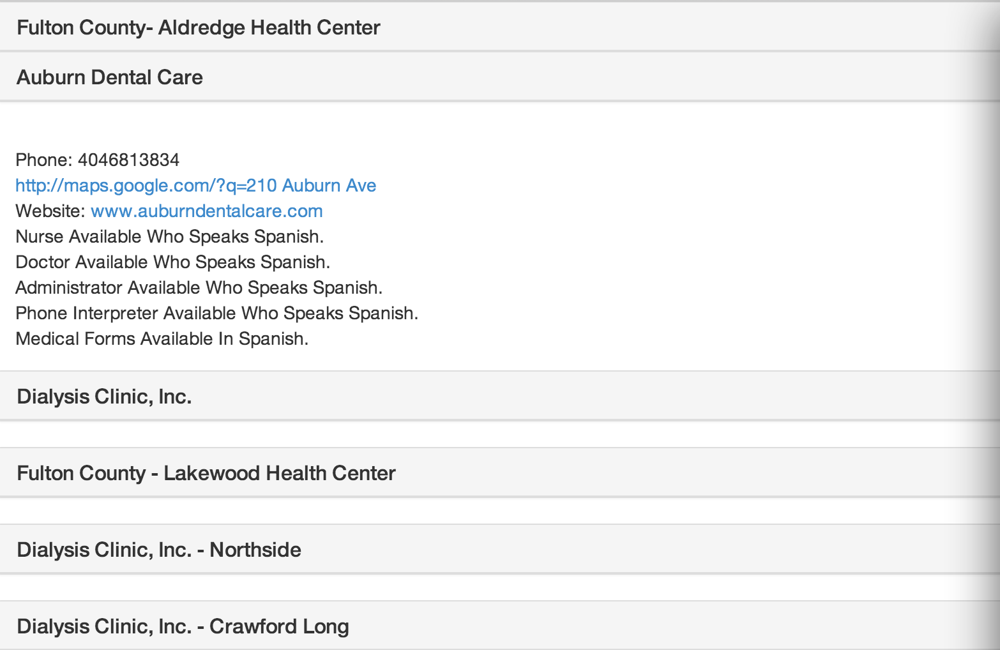 Fulton County- Aldredge Health Center
Auburn Dental Care
Phone: 4046813834
http://maps.google.com/?q=210 Auburn Ave
Website: www.auburndentalcare.com
Nurse Available Who Speaks Spanish.
Doctor Available Who Speaks Spanish.
Administrator Available Who Speaks Spanish.
Phone Interpreter Available Who Speaks Spanish.
Medical Forms Available In Spanish.
Dialysis Clinic, Inc.
Fulton County - Lakewood Health Center
Dialysis Clinic, Inc. - Northside
Dialysis Clinic, Inc. - Crawford Long